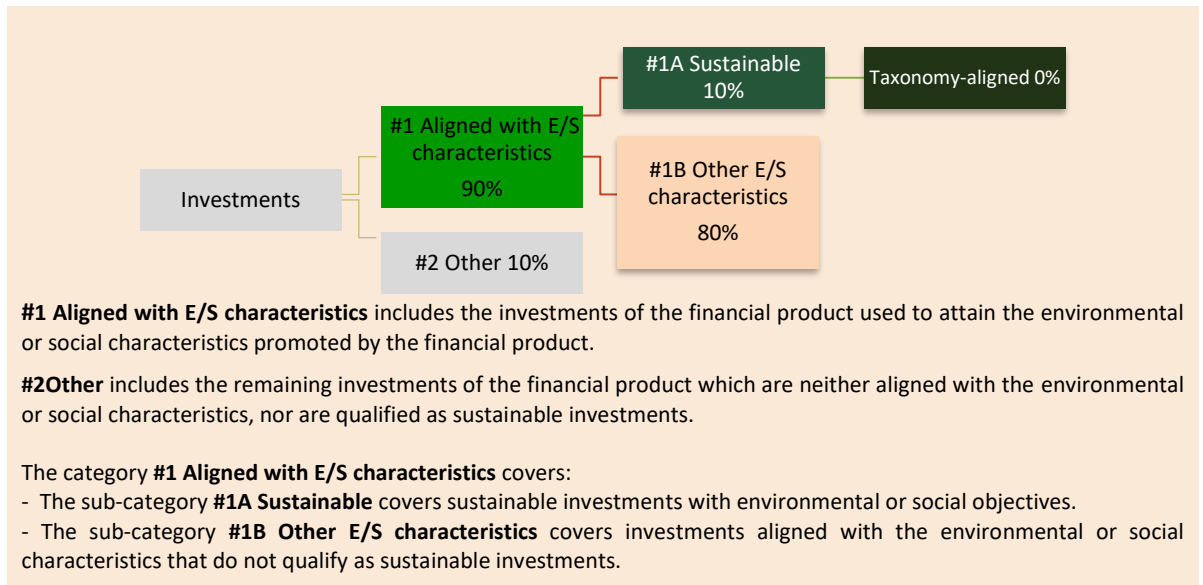 #1A Sustainable
10%
Taxonomy-aligned 0%
#1 Aligned with E/S
characteristics
90%
#1B Other E/S
characteristics
80%
Investments
#2 Other 10%
#1 Aligned with E/S characteristics includes the investments of the financial product used to attain the environmental
or social characteristics promoted by the financial product.
#2Other includes the remaining investments of the financial product which are neither aligned with the environmental
or social characteristics, nor are qualified as sustainable investments.
The category #1 Aligned with E/S characteristics covers:
- The sub-category #1A Sustainable covers sustainable investments with environmental or social objectives.
- The sub-category #1B Other E/S characteristics covers investments aligned with the environmental or social
characteristics that do not qualify as sustainable investments.